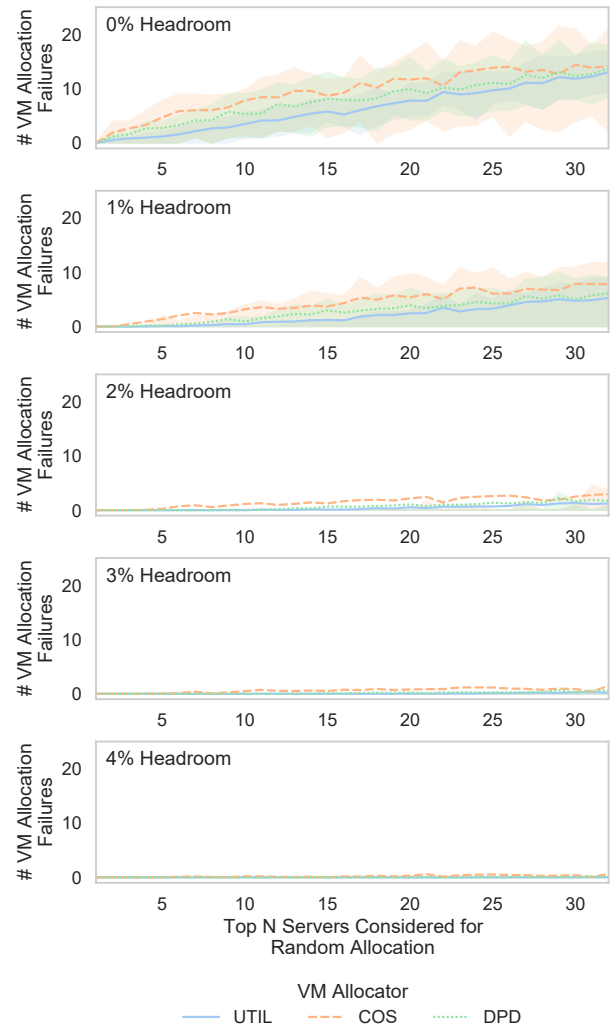 0% Headroom
# VM Allocation
Failures
20
10
0
5 10 15 20 25 30
1% Headroom
# VM Allocation
Failures
20
10
0
5 10 15 20 25 30
2% Headroom
# VM Allocation
Failures
20
10
0
5 10 15 20 25 30
3% Headroom
# VM Allocation
Failures
20
10
0
5 10 15 20 25 30
4% Headroom
# VM Allocation
Failures
20
10
0
5 10 15 20 25 30
Top N Servers Considered for
Random Allocation
VM Allocator
UTIL COS DPD